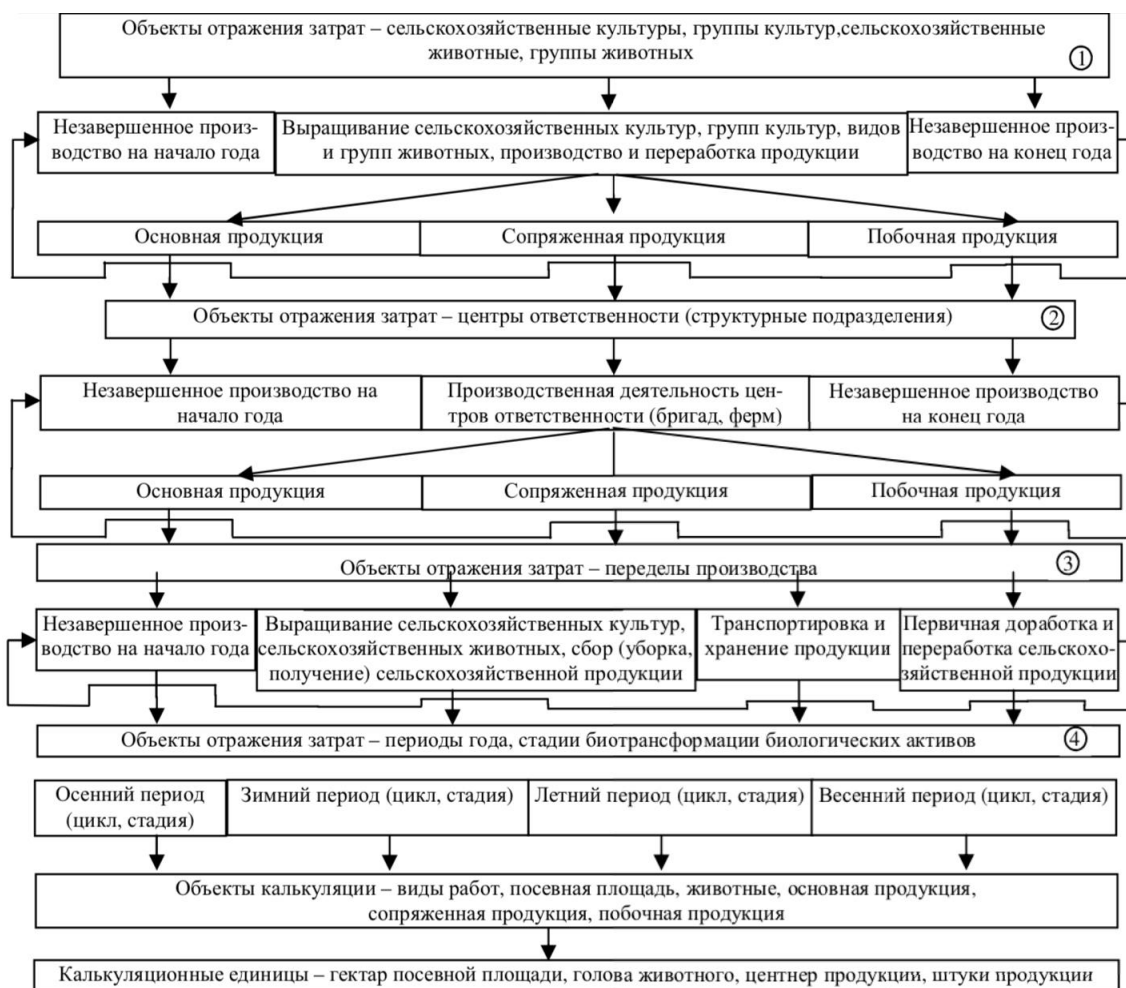 Объекты отражения затрат – сельскохозяйственные культуры, группы культур,сельскохозяйственные
животные, группы животных
1
Незавершенное произ-
водство на начало года
Выращивание сельскохозяйственных культур, групп культур, видов
и групп животных, производство и переработка продукции
Незавершенное произ-
водство на конец года
Основная продукция
Сопряженная продукция
Побочная продукция
Объекты отражения затрат – центры ответственности (структурные подразделения)
2
Незавершенное производство на
начало года
Производственная деятельность цен-
тров ответственности (бригад, ферм)
Незавершенное производство
на конец года
Основная продукция
Сопряженная продукция
Побочная продукция
Объекты отражения затрат – переделы производства
3
Незавершенное произ-
водство на начало года
Выращивание сельскохозяйственных культур,
сельскохозяйственных животных, сбор (уборка,
получение) сельскохозяйственной продукции
Транспортировка и
хранение продукции
Первичная доработка и
переработка сельскохо-
зяйственной продукции
Объекты отражения затрат – периоды года, стадии биотрансформации биологических активов
4
Осенний период
(цикл, стадия)
Зимний период (цикл, стадия)
Летний период (цикл, стадия)
Весенний период (цикл, стадия)
Объекты калькуляции – виды работ, посевная площадь, животные, основная продукция,
сопряженная продукция, побочная продукция
Калькуляционные единицы – гектар посевной площади, голова животного, центнер продукции, штуки продукции